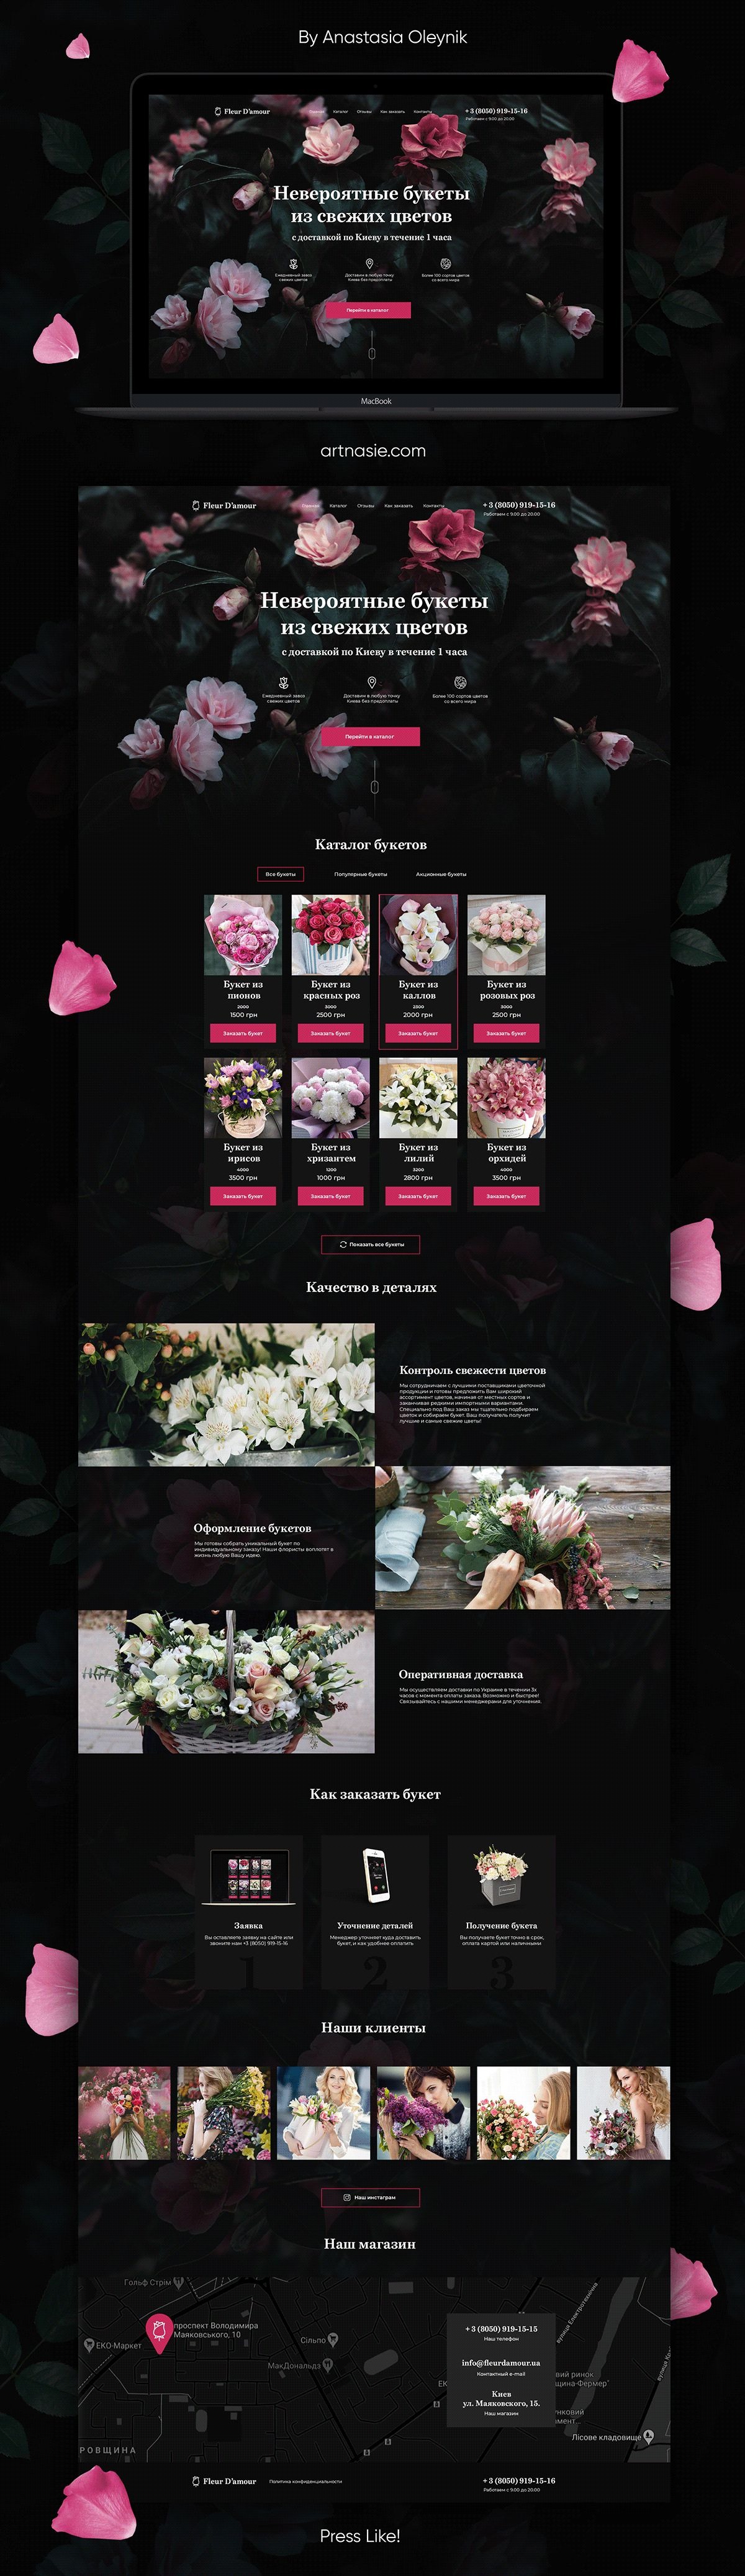 By Anastasia Oleynik
Fleur D'amour
Главная Каталог Отзывы Как заказать Контакты
+ 3 (8050) 919-15-16
Работаем с 9.00 до 20.00
Невероятные букеты
из свежих цветов
с доставкой по Киеву в течение 1 часа
Ежедневный завоз
свежих цветов
Доставим в любую точку
Киева без предоплаты
Более 100 сортов цветов
со всего мира
Перейти в каталог
MacBook
artnasie.com
Fleur D'amour
Главная Каталог Отзывы Как заказать Контакты
+ 3 (8050) 919-15-16
Работаем с 9.00 до 20.00
Невероятные букеты
из свежих цветов
с доставкой по Киеву в течение 1 часа
Ежедневный завоз
свежих цветов
Доставим в любую точку
Киева без предоплаты
Более 100 сортов цветов
со всего мира
Перейти в каталог
Каталог букетов
Все букеты Популярные букеты Акционные букеты
Букет из
пионов
2000
1500 грн
Заказать букет
Букет из
красных роз
3000
2500 грн
Заказать букет
Букет из
каллов
2500
2000 грн
Заказать букет
Букет из
розовых роз
3000
2500 грн
Заказать букет
Букет из
ирисов
4000
3500 грн
Заказать букет
Букет из
хризантем
1200
1000 грн
Заказать букет
Букет из
лилий
3200
2800 грн
Заказать букет
Букет из
орхидей
4000
3500 грн
Заказать букет
Показать все букеты
Качество в деталях
Контроль свежести цветов
Мы сотрудничаем с лучшими поставщиками цветочной
продукции и готовы предложить Вам широкий
ассортимент цветов, начиная от местных сортов и
заканчивая редкими импортными вариантами.
Специально под Ваш заказ мы тщательно подбираем
цветок и собираем букет. Ваш получатель получит
лучшие и самые свежие цветы!
Оформление букетов
Мы готовы собрать уникальный букет по
индивидуальному заказу! Наши флористы воплотят в
жизнь любую Вашу идею.
Оперативная доставка
Мы осуществляем доставки по Украине в течении 3х
часов с момента оплаты заказа. Возможно и быстрее!
Связывайтесь с нашими менеджерами для уточнения.
Как заказать букет
Заявка
Вы оставляете заявку на сайте или
звоните нам +3 (8050) 919-15-16
1
Уточнение деталей
Менеджер уточняет куда доставить
букет, и как удобнее оплатить
2
Получение букета
Вы получаете букет точно в срок,
оплата картой или наличными
3
Наши клиенты
Наш инстаграм
Наш магазин
Гольф Стрім
проспект Володимира
Маяковського, 10
ЕКО-Маркет
Сільпо
МакДональдз
РОВЩИНА
вулиця Електротехнічна
+ 3 (8050) 919-15-15
Наш телефон
info@fleurdamour.ua
Контактный e-mail
Киев
ул. Маяковского, 15.
Наш магазин
Лісове кладовище
Fleur D'amour
Политика конфиденциальности
+ 3 (8050) 919-15-16
Работаем с 9.00 до 20.00
Press Like!